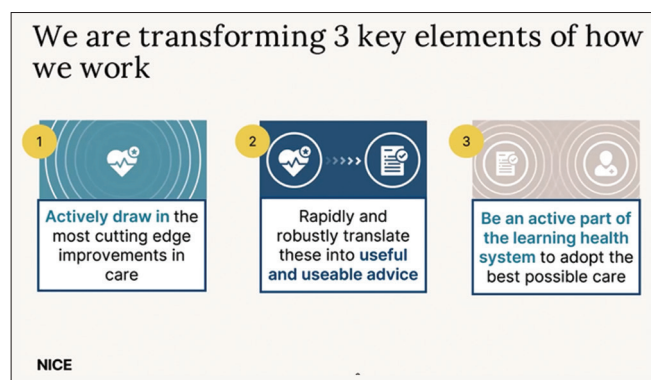 We are transforming 3 key elements of how
we work
1
Actively draw in the
most cutting edge
improvements in
care
2
Rapidly and
robustly translate
these into useful
and useable advice
3
Be an active part of
the learning health
system to adopt the
best possible care
NICE